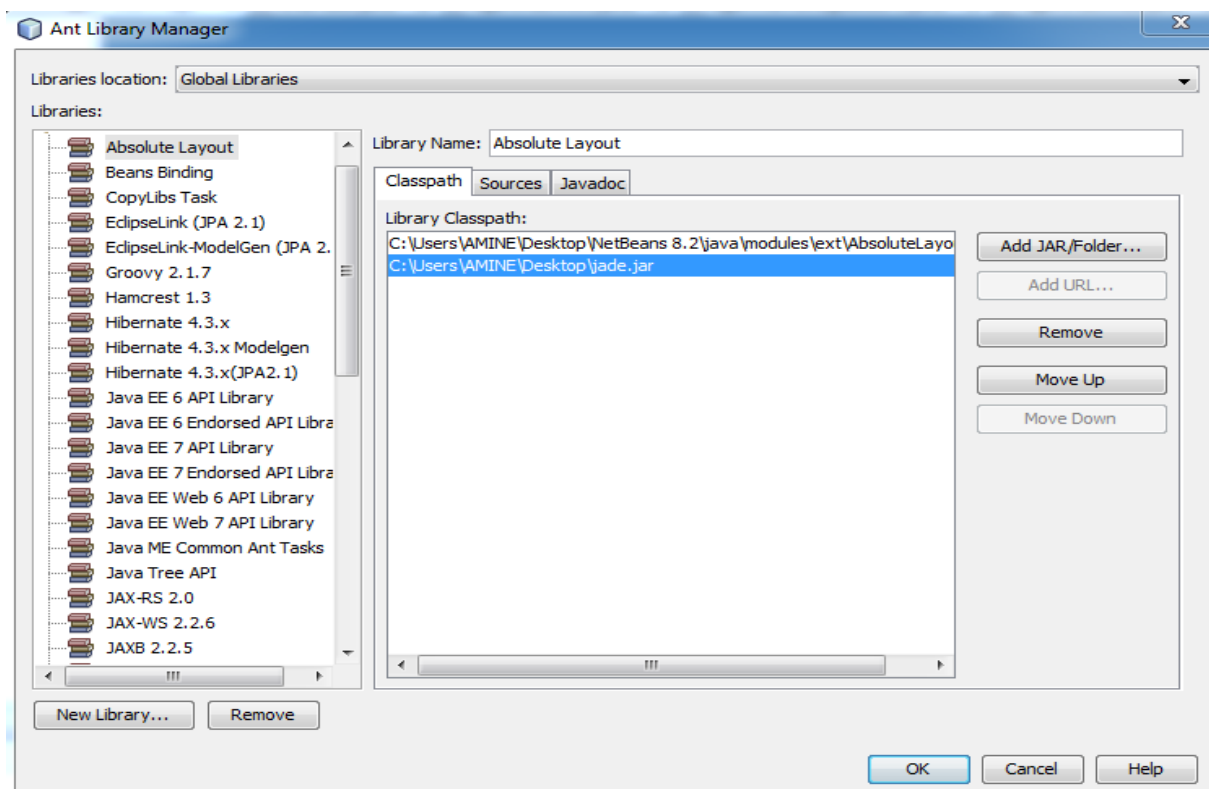 Ant Library Manager
Libraries location: Global Libraries
Libraries:
Absolute Layout
Beans Binding
CopyLibs Task
EclipseLink (JPA 2.1)
EclipseLink-ModelGen (JPA 2.
Groovy 2.1.7
Hamcrest 1.3
Hibernate 4.3.x
Hibernate 4.3.x Modelgen
Hibernate 4.3.x(JPA2.1)
Java EE 6 API Library
Java EE 6 Endorsed API Libra
Java EE 7 API Library
Java EE 7 Endorsed API Libra
Java EE Web 6 API Library
Java EE Web 7 API Library
Java ME Common Ant Tasks
Java Tree API
JAX-RS 2.0
JAX-WS 2.2.6
JAXB 2.2.5
New Library...
Remove
Library Name: Absolute Layout
Classpath Sources Javadoc
Library Classpath:
C:\Users\AMINE\Desktop\NetBeans 8.2\java\modules\ext\AbsoluteLayo
C:\Users\AMINE\Desktop\jade.jar
Add JAR/Folder...
Add URL...
Remove
Move Up
Move Down
OK
Cancel
Help